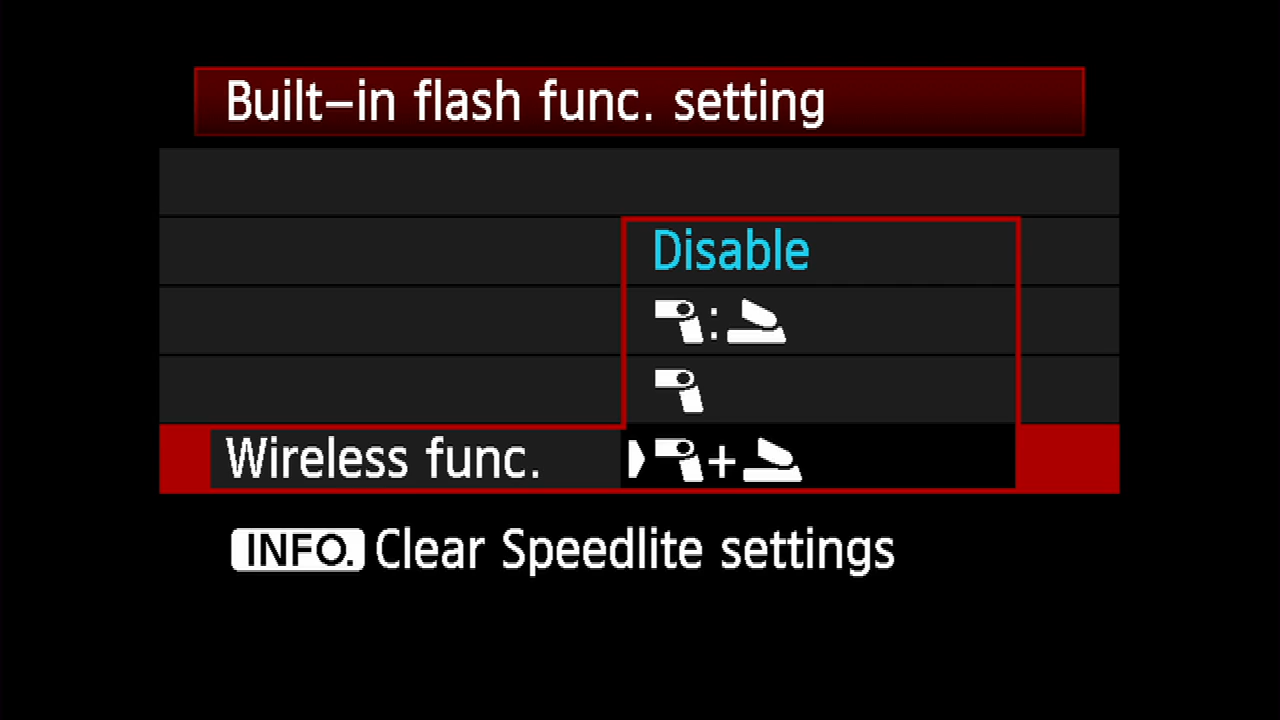 Built-in flash func. setting
Disable
:
Wireless func.
+
INFO. Clear Speedlite settings